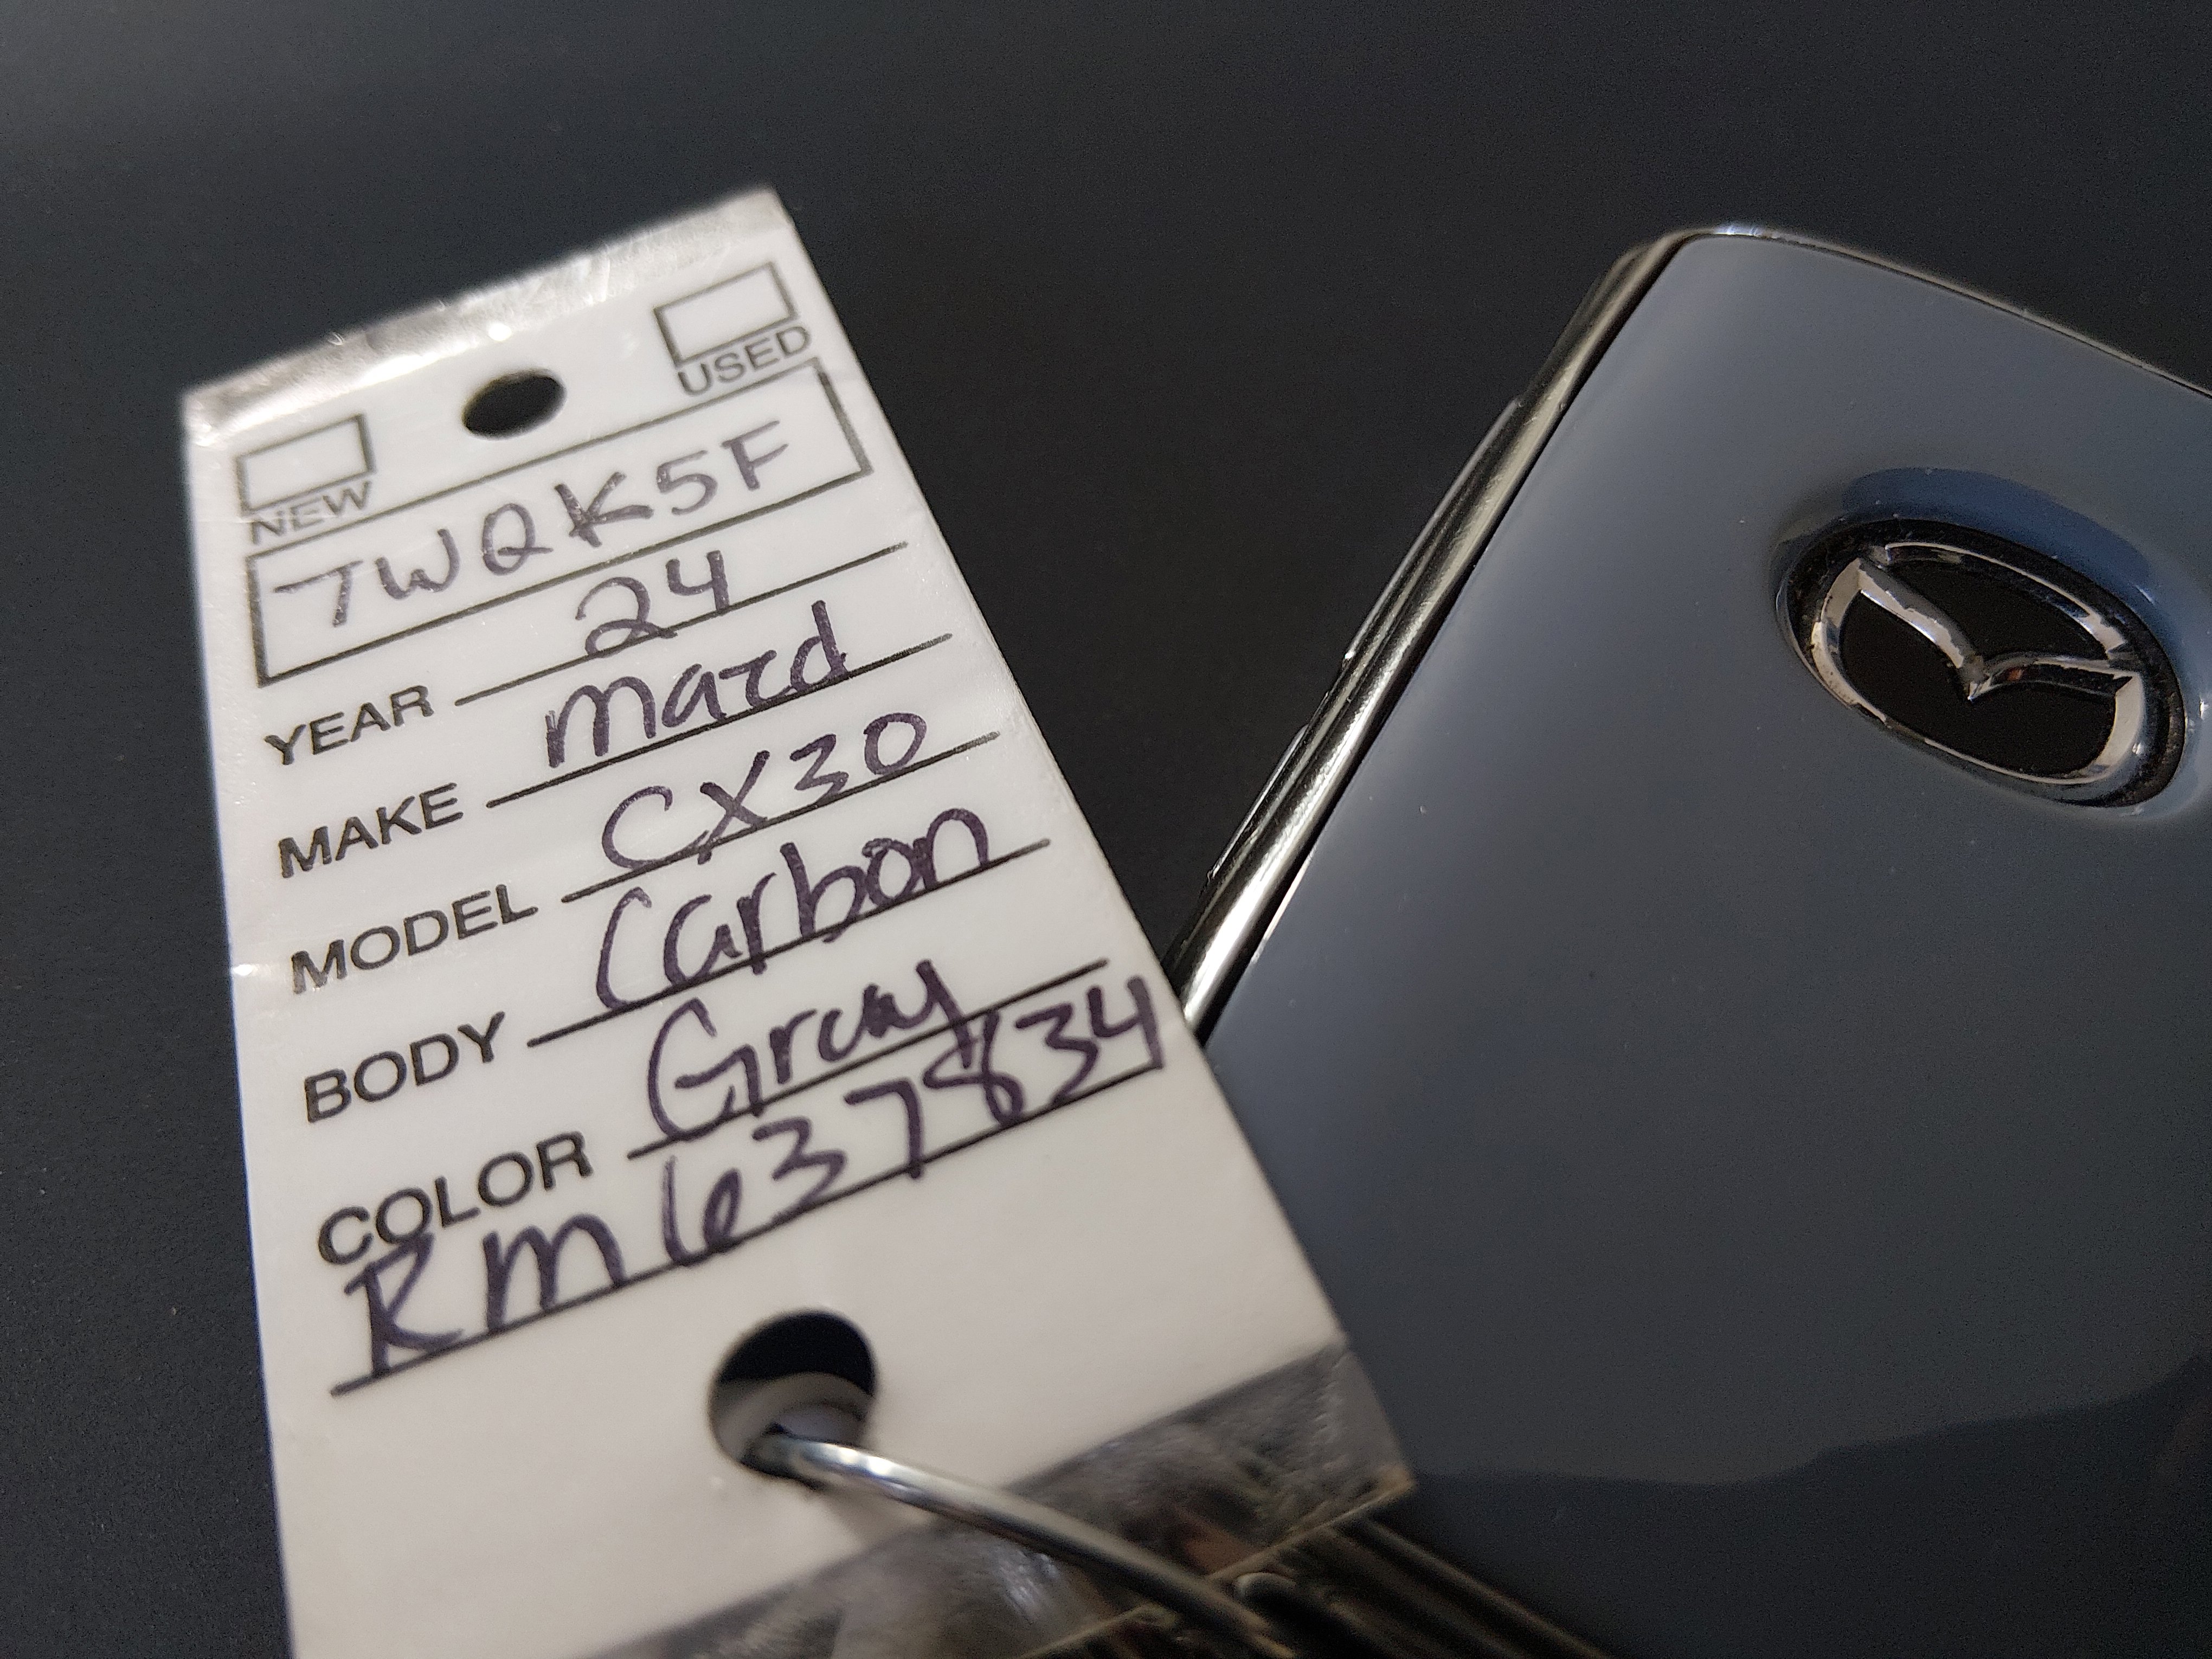 NEW USED
7WQK5F
YEAR 24
MAKE Mazd
MODEL CX30
BODY Carbon
COLOR Gray
RM637834